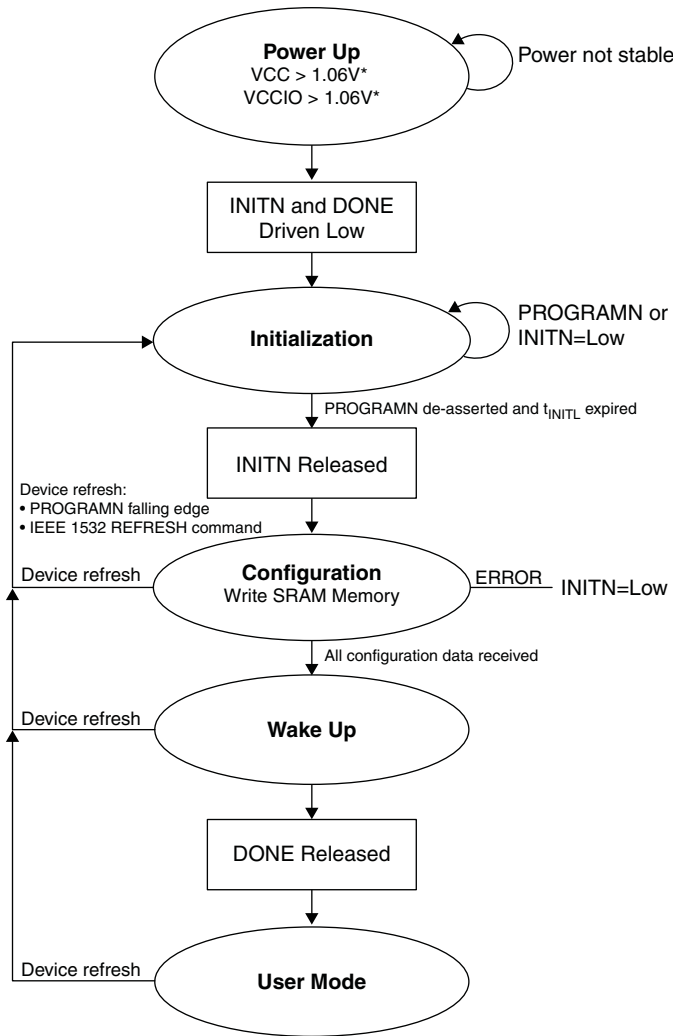 Power Up
VCC > 1.06V*
VCCIO > 1.06V*
Power not stable
INITN and DONE
Driven Low
Initialization
PROGRAMN or
INITN=Low
PROGRAMN de-asserted and tINITL expired
INITN Released
Device refresh:
• PROGRAMN falling edge
• IEEE 1532 REFRESH command
Device refresh
Configuration
Write SRAM Memory
ERROR
INITN=Low
All configuration data received
Device refresh
Wake Up
DONE Released
Device refresh
User Mode